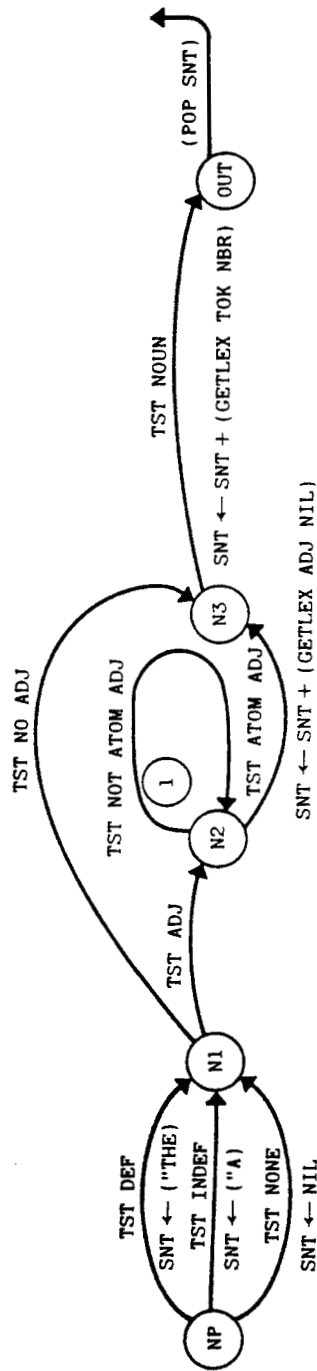 NP
TST DEF
SNT ← ("THE)
TST INDEF
SNT ← ("A)
TST NONE
SNT ← NIL
N1
TST NO ADJ
TST ADJ
N2
TST NOT ATOM ADJ
1
TST ATOM ADJ
SNT ← SNT + (GETLEX ADJ NIL)
N3
TST NOUN
SNT ← SNT + (GETLEX TOK NBR)
OUT
(POP SNT)